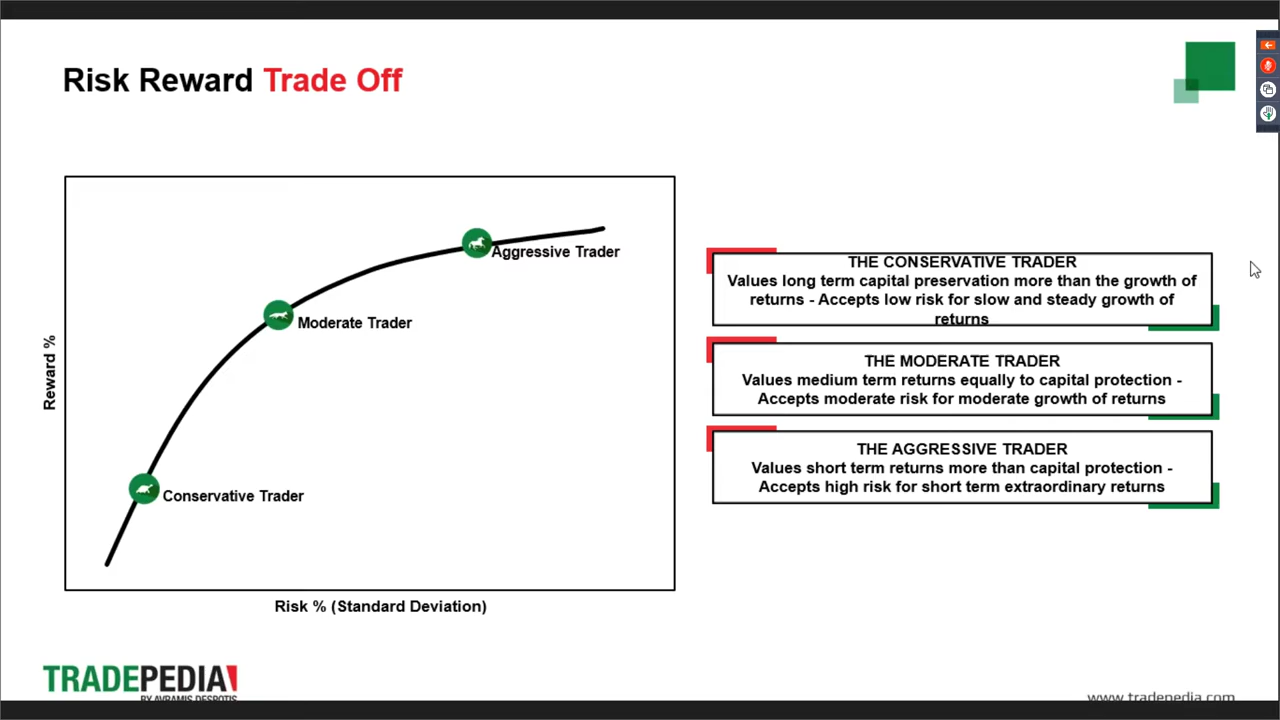 Risk Reward Trade Off
Aggressive Trader
Moderate Trader
Conservative Trader
Reward %
Risk % (Standard Deviation)
THE CONSERVATIVE TRADER
Values long term capital preservation more than the growth of
returns - Accepts low risk for slow and steady growth of
returns
THE MODERATE TRADER
Values medium term returns equally to capital protection -
Accepts moderate risk for moderate growth of returns
THE AGGRESSIVE TRADER
Values short term returns more than capital protection -
Accepts high risk for short term extraordinary returns
TRADEPEDIA
BY AVRAMIS DESPOTIS
www.tradepedia.com